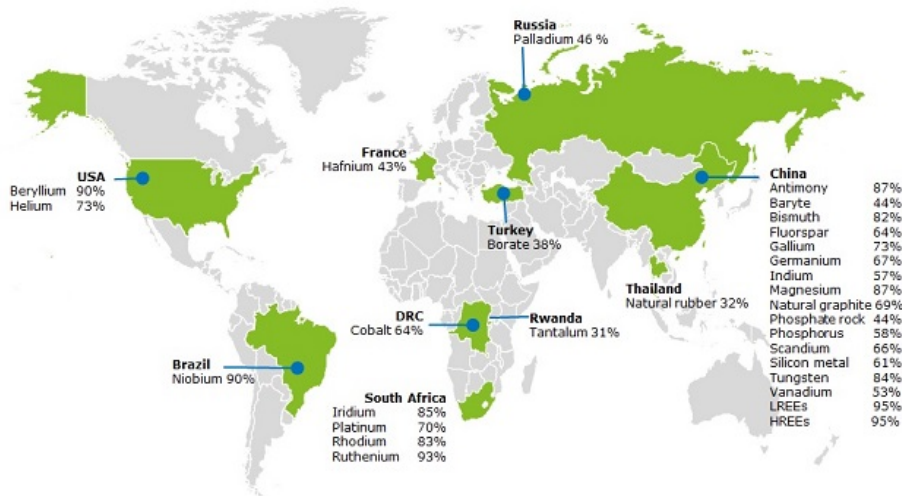 Russia
Palladium 46 %
France
Hafnium 43%
USA
Beryllium 90%
Helium 73%
China
Antimony 87%
Baryte 44%
Bismuth 82%
Fluorspar 64%
Gallium 73%
Germanium 67%
Indium 57%
Magnesium 87%
Natural graphite 69%
Phosphate rock 44%
Phosphorus 58%
Scandium 66%
Silicon metal 61%
Tungsten 84%
Vanadium 53%
LREEs 95%
HREEs 95%
Turkey
Borate 38%
Thailand
Natural rubber 32%
DRC
Cobalt 64%
Rwanda
Tantalum 31%
Brazil
Niobium 90%
South Africa
Iridium 85%
Platinum 70%
Rhodium 83%
Ruthenium 93%